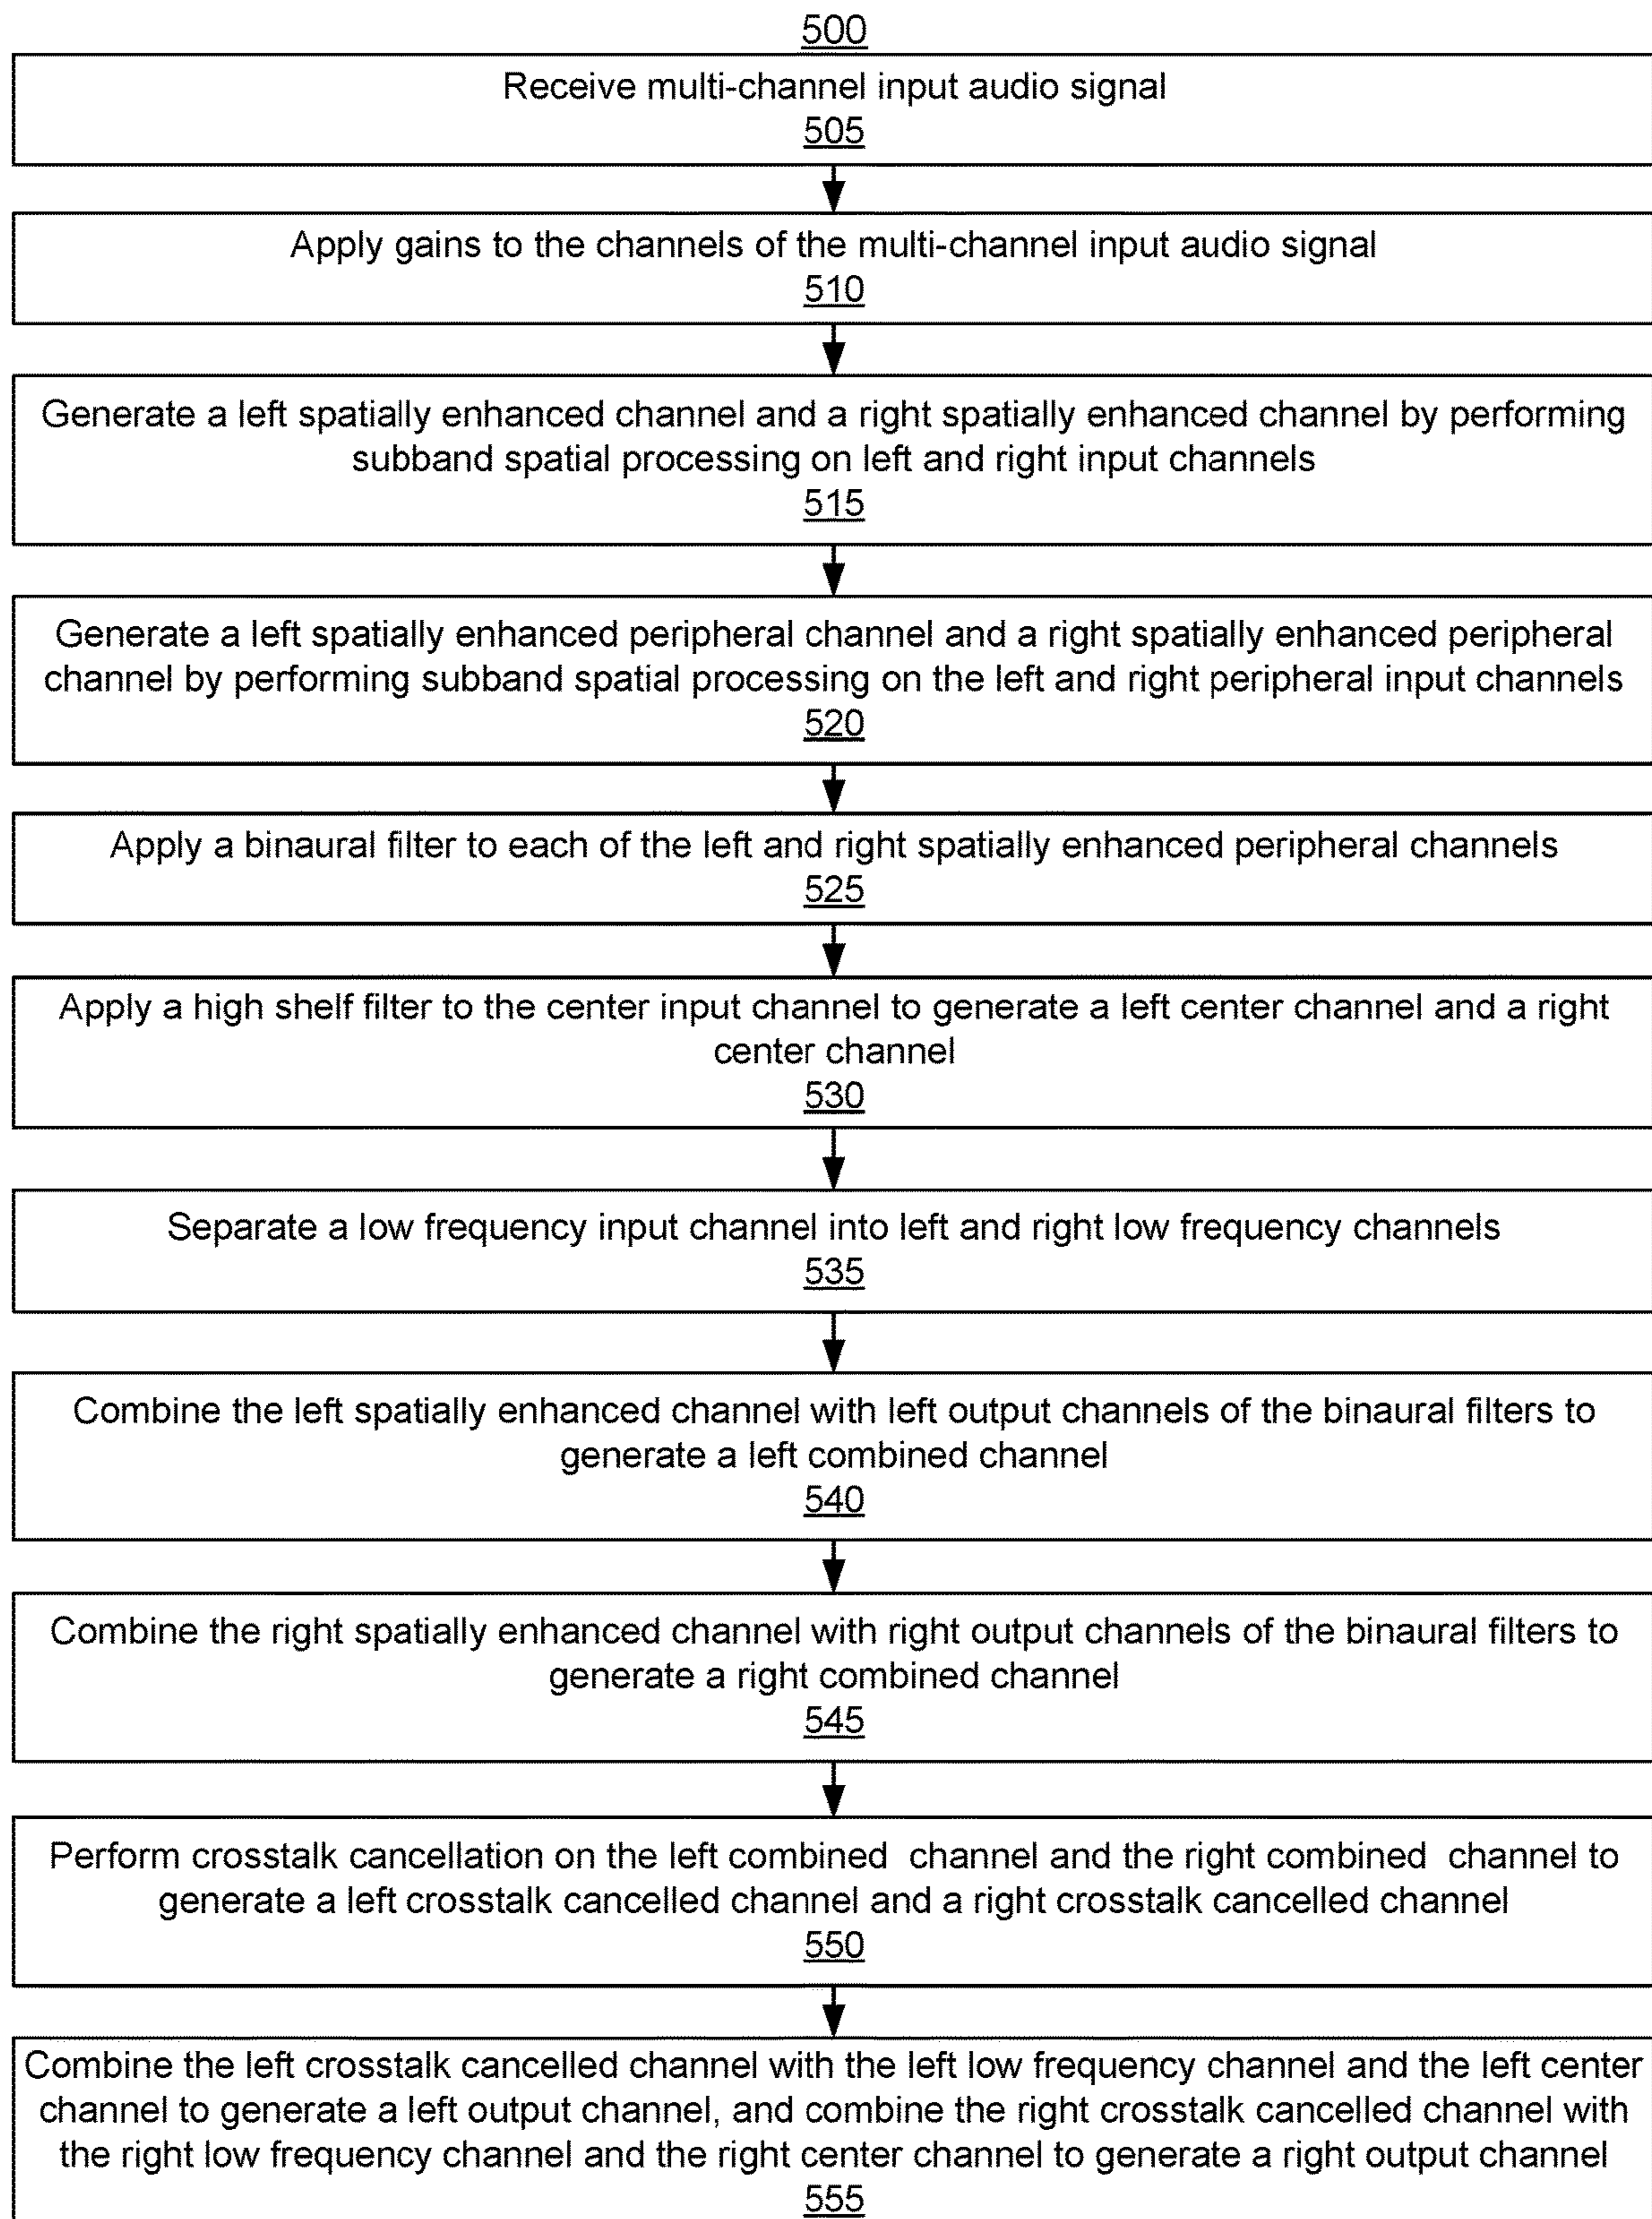 500
Receive multi-channel input audio signal
505
Apply gains to the channels of the multi-channel input audio signal
510
Generate a left spatially enhanced channel and a right spatially enhanced channel by performing
subband spatial processing on left and right input channels
515
Generate a left spatially enhanced peripheral channel and a right spatially enhanced peripheral
channel by performing subband spatial processing on the left and right peripheral input channels
520
Apply a binaural filter to each of the left and right spatially enhanced peripheral channels
525
Apply a high shelf filter to the center input channel to generate a left center channel and a right
center channel
530
Separate a low frequency input channel into left and right low frequency channels
535
Combine the left spatially enhanced channel with left output channels of the binaural filters to
generate a left combined channel
540
Combine the right spatially enhanced channel with right output channels of the binaural filters to
generate a right combined channel
545
Perform crosstalk cancellation on the left combined channel and the right combined channel to
generate a left crosstalk cancelled channel and a right crosstalk cancelled channel
550
Combine the left crosstalk cancelled channel with the left low frequency channel and the left center
channel to generate a left output channel, and combine the right crosstalk cancelled channel with
the right low frequency channel and the right center channel to generate a right output channel
555